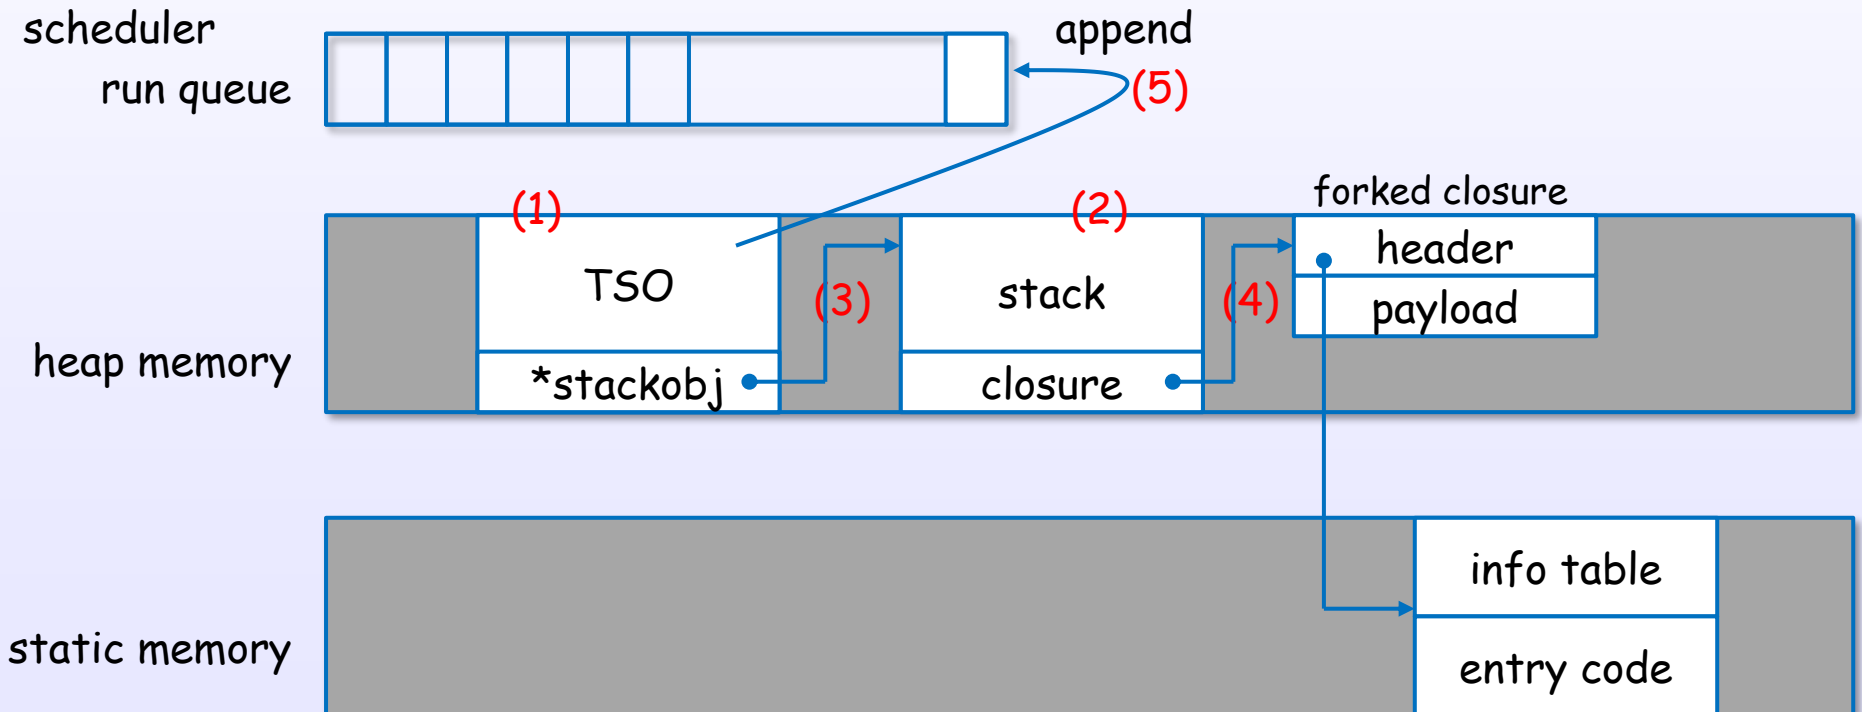 scheduler
run queue
append
(5)
(1)
(2)
forked closure
TSO
(3)
stack
(4)
header
payload
heap memory
*stackobj
closure
info table
static memory
entry code